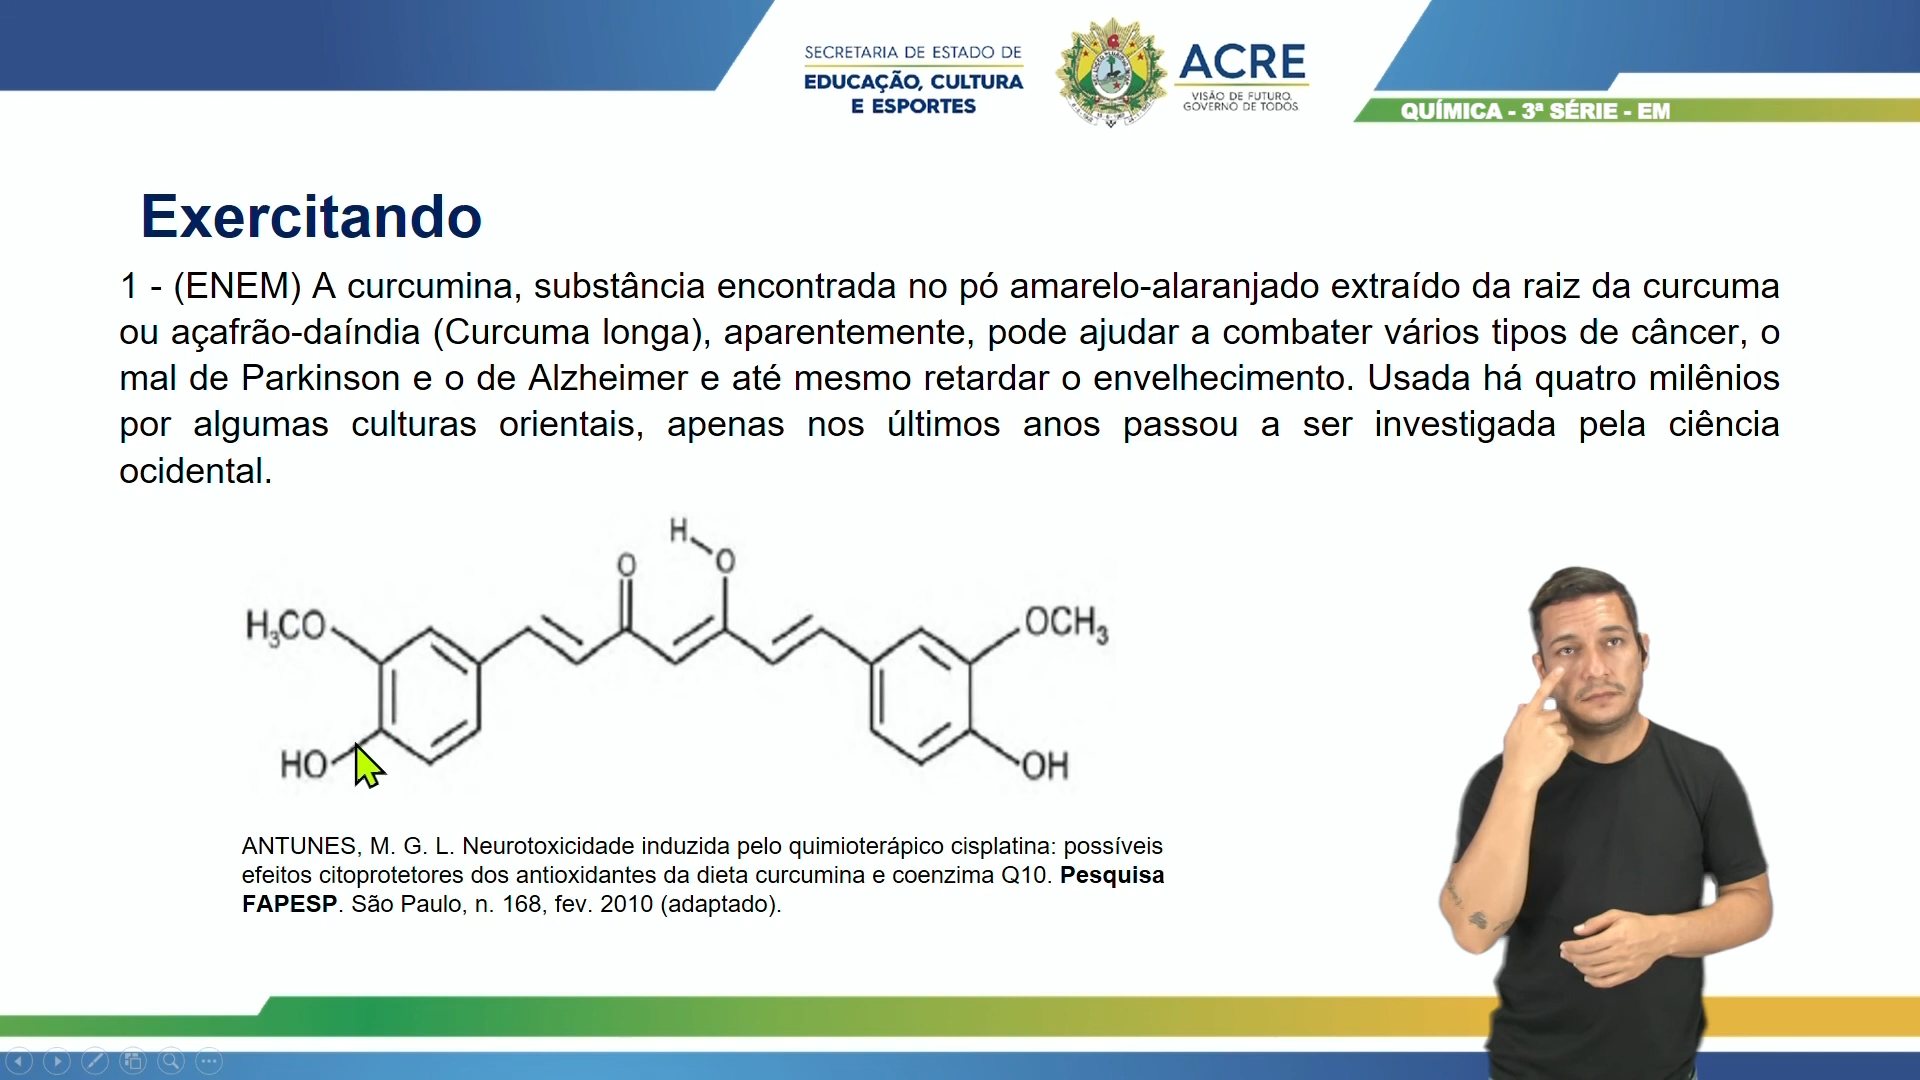 SECRETARIA DE ESTADO DE
EDUCAÇÃO, CULTURA
E ESPORTES
ACRE
VISÃO DE FUTURO.
GOVERNO DE TODOS.
QUÍMICA - 3ª SÉRIE - EM
Exercitando
1 - (ENEM) A curcumina, substância encontrada no pó amarelo-alaranjado extraído da raiz da curcuma
ou açafrão-daíndia (Curcuma longa), aparentemente, pode ajudar a combater vários tipos de câncer, o
mal de Parkinson e o de Alzheimer e até mesmo retardar o envelhecimento. Usada há quatro milênios
por algumas culturas orientais, apenas nos últimos anos passou a ser investigada pela ciência
ocidental.
H
O
O
H₃CO
OCH₃
HO
OH
ANTUNES, M. G. L. Neurotoxicidade induzida pelo quimioterápico cisplatina: possíveis
efeitos citoprotetores dos antioxidantes da dieta curcumina e coenzima Q10. Pesquisa
FAPESP. São Paulo, n. 168, fev. 2010 (adaptado).